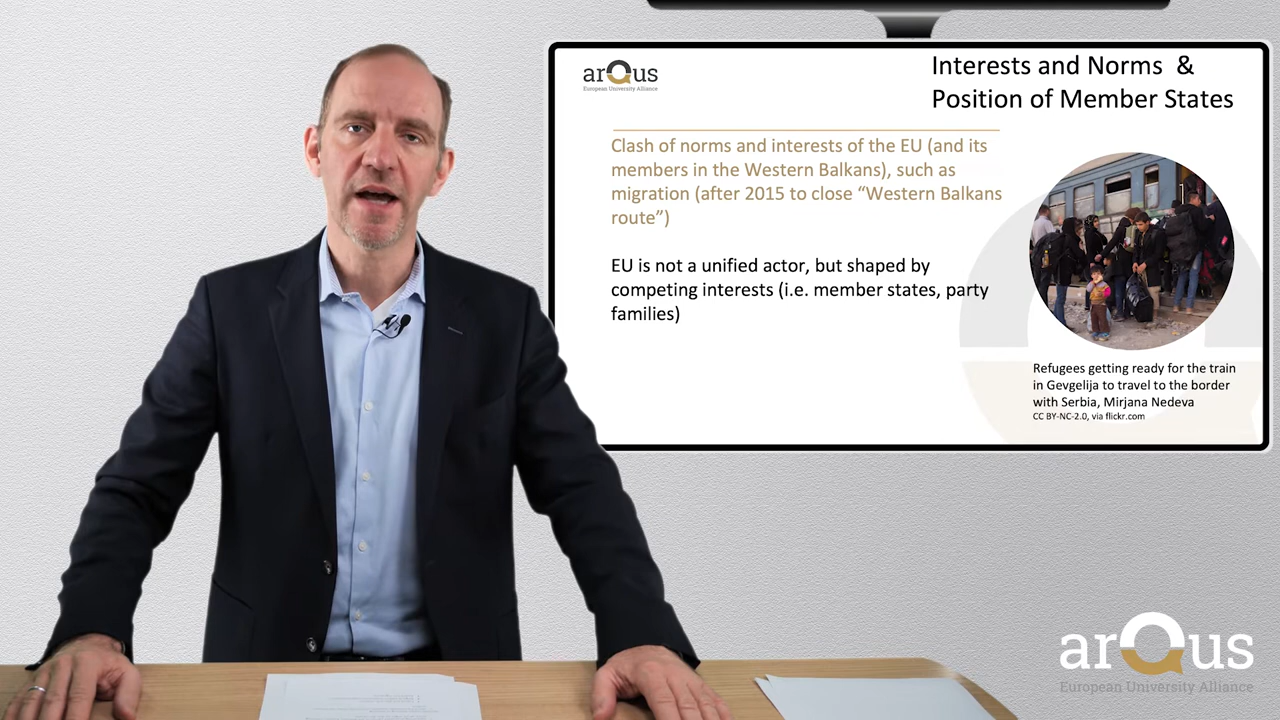 arqus
European University Alliance
Interests and Norms &
Position of Member States
Clash of norms and interests of the EU (and its
members in the Western Balkans), such as
migration (after 2015 to close “Western Balkans
route”)
EU is not a unified actor, but shaped by
competing interests (i.e. member states, party
families)
Refugees getting ready for the train
in Gevgelija to travel to the border
with Serbia, Mirjana Nedeva
CC BY-NC-2.0, via flickr.com
arqus
European University Alliance